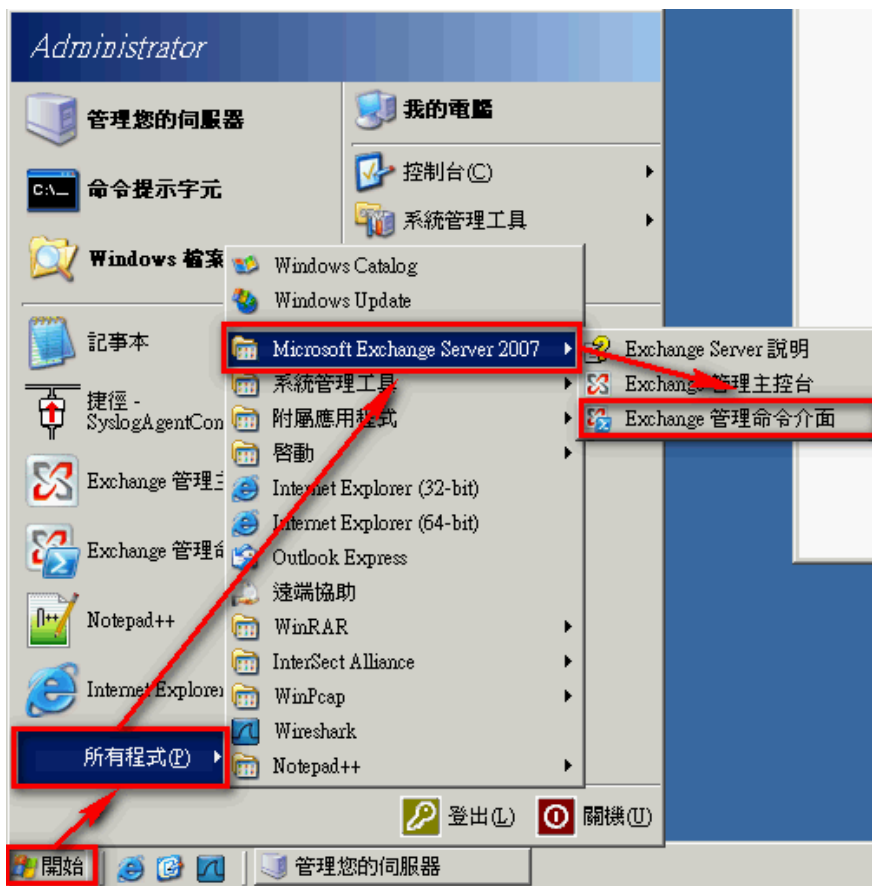 Administrator
管理您的伺服器
命令提示字元
Windows 檔案
記事本
捷徑 -
SyslogAgentCon
Exchange 管理
Exchange 管理
Notepad++
Internet Explorer
所有程式(P)
我的電腦
控制台(C)
系統管理工具
Windows Catalog
Windows Update
Microsoft Exchange Server 2007
系統管理工具
附屬應用程式
啓動
Internet Explorer (32-bit)
Internet Explorer (64-bit)
Outlook Express
遠端協助
WinRAR
InterSect Alliance
WinPcap
Wireshark
Notepad++
Exchange Server 說明
Exchange 管理主控台
Exchange 管理命令介面
登出(L)
關機(U)
開始
管理您的伺服器